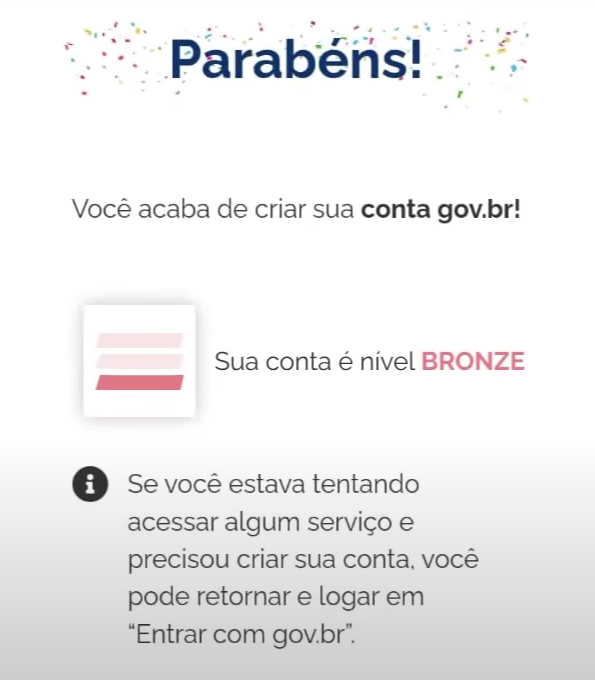 Parabéns!
Você acaba de criar sua conta gov.br!
Sua conta é nível BRONZE
Se você estava tentando
acessar algum serviço e
precisou criar sua conta, você
pode retornar e logar em
“Entrar com gov.br”.